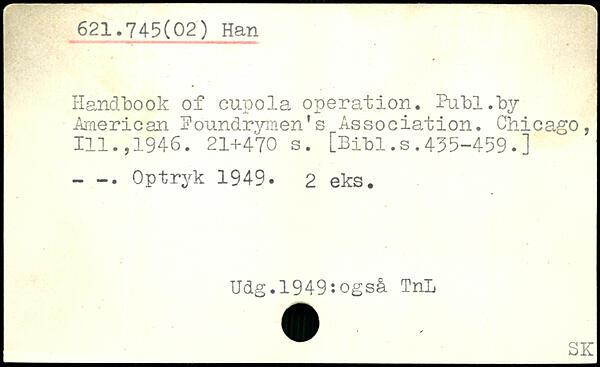 621.745(02) Han
Handbook of cupola operation. Publ.by
American Foundrymen's Association. Chicago,
Ill.,1946. 21+470 s. [Bibl.s.435-459.]
— —. Optryk 1949. 2 eks.
Udg.1949:også TnL
SK